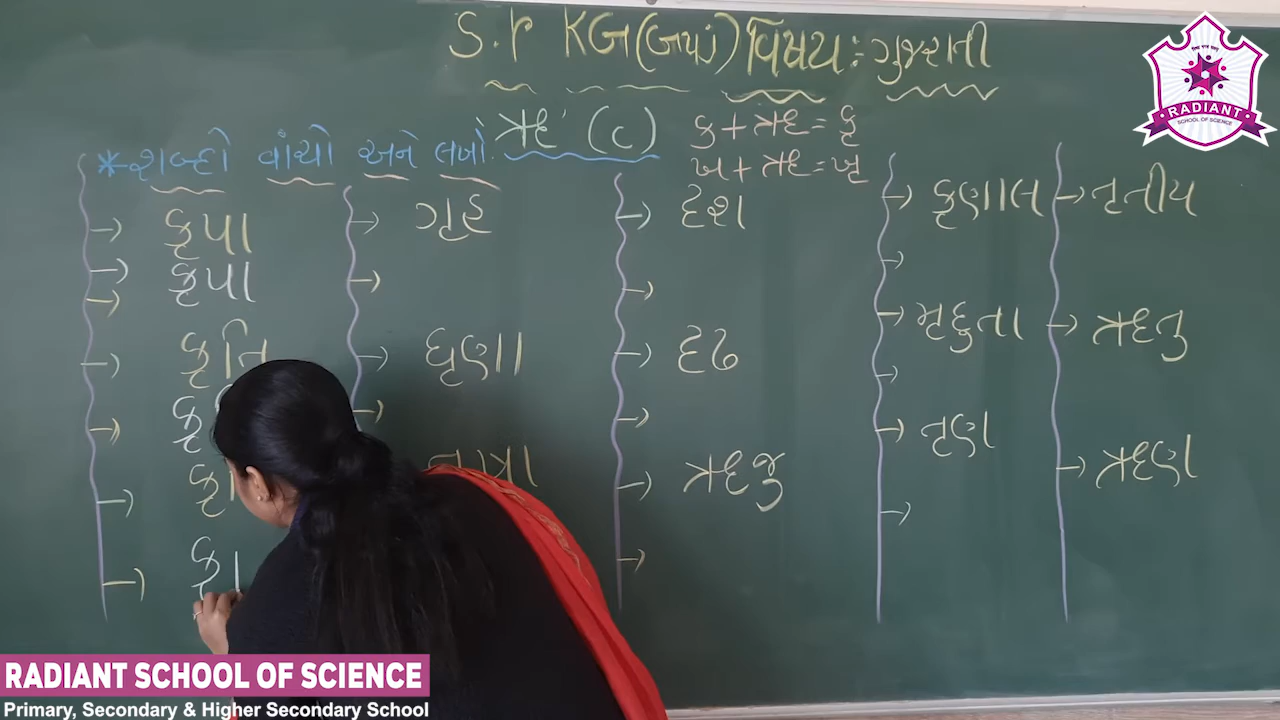 S.r KG (બપા) વિષય : ગુજરાતી
ઋ (ૃ)
ક + ઋ = કૃ
* શબ્દો વાંચો અને લખો.
ખ + ઋ = ખૃ
→ કૃપા → ગૃહ → દેશ → કૃણાલ → તૃતીય
→ કૃપા
→ કૃતિ → ઘૃણા → દૃઢ → મૃદુતા → ઋતુ
→ ઋજુ → તૃણ → ઋણ
RADIANT
SCHOOL OF SCIENCE
RADIANT SCHOOL OF SCIENCE
Primary, Secondary & Higher Secondary School